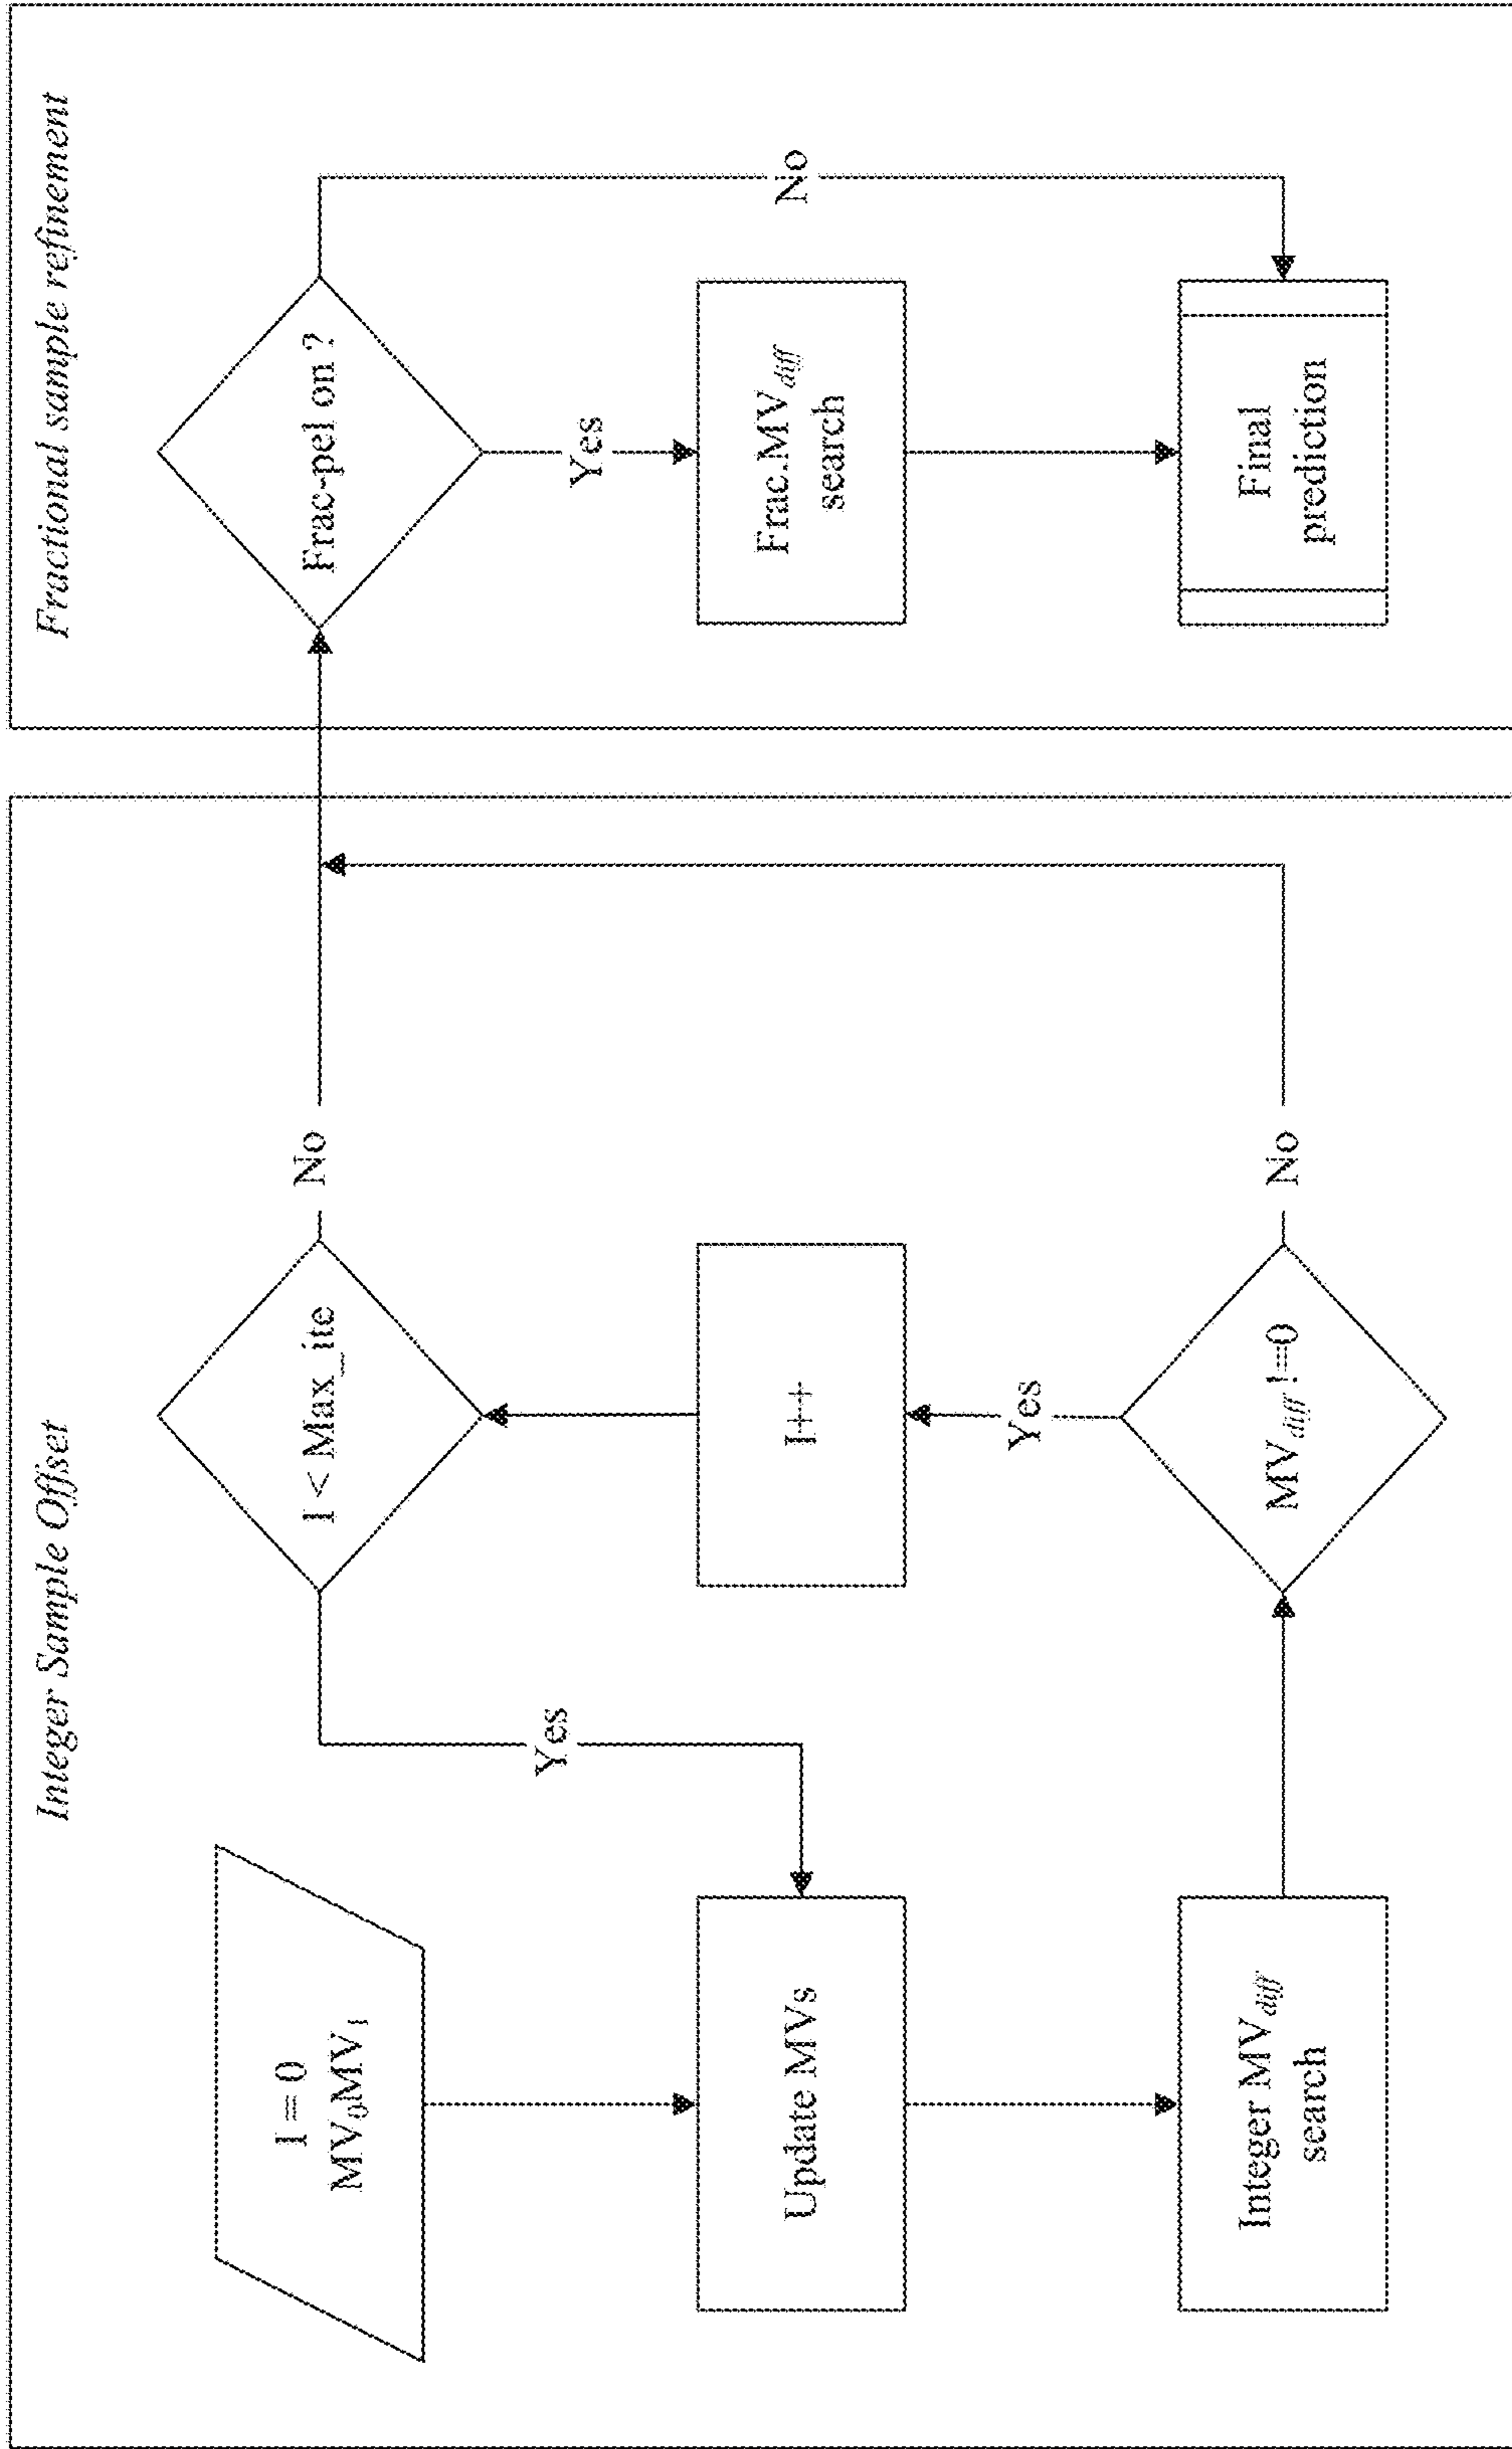 Integer Sample Offset
I = 0
MV0MV1
Update MVs
Integer MVdiff
search
Yes
I < Max_ite
No
I++
Yes
MVdiff !=0
No
Fractional sample refinement
Frac-pel on ?
Yes
No
Frac.MVdiff
search
Final
prediction